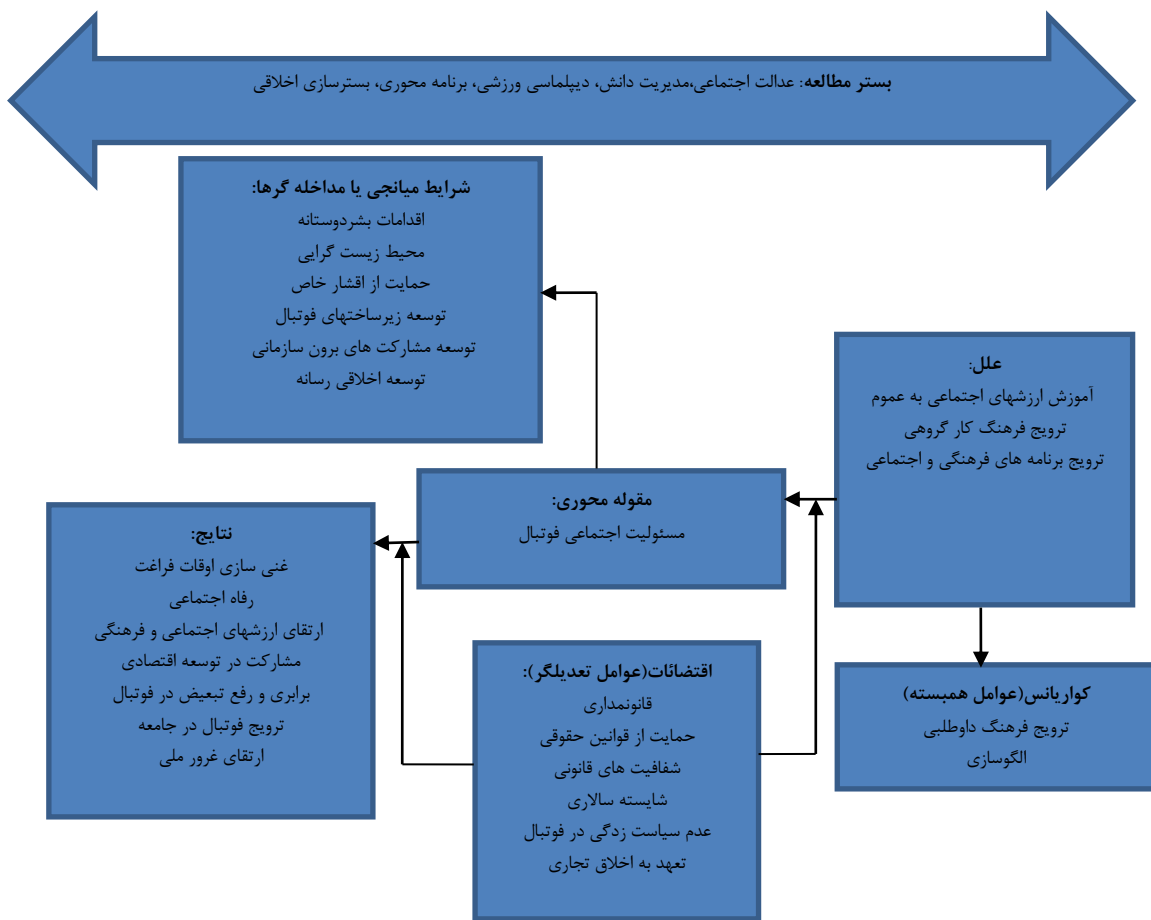 بستر مطالعه: عدالت اجتماعی،مدیریت دانش، دیپلماسی ورزشی، برنامه محوری، بسترسازی اخلاقی
شرایط میانجی یا مداخله گرها:
اقدامات بشردوستانه
محیط زیست گرایی
حمایت از اقشار خاص
توسعه زیرساختهای فوتبال
توسعه مشارکت های برون سازمانی
توسعه اخلاقی رسانه
علل:
آموزش ارزشهای اجتماعی به عموم
ترویج فرهنگ کار گروهی
ترویج برنامه های فرهنگی و اجتماعی
مقوله محوری:
مسئولیت اجتماعی فوتبال
نتایج:
غنی سازی اوقات فراغت
رفاه اجتماعی
ارتقای ارزشهای اجتماعی و فرهنگی
مشارکت در توسعه اقتصادی
برابری و رفع تبعیض در فوتبال
ترویج فوتبال در جامعه
ارتقای غرور ملی
اقتضائات(عوامل تعدیلگر):
قانونمداری
حمایت از قوانین حقوقی
شفافیت های قانونی
شایسته سالاری
عدم سیاست زدگی در فوتبال
تعهد به اخلاق تجاری
کواریانس(عوامل همبسته)
ترویج فرهنگ داوطلبی
الگوسازی